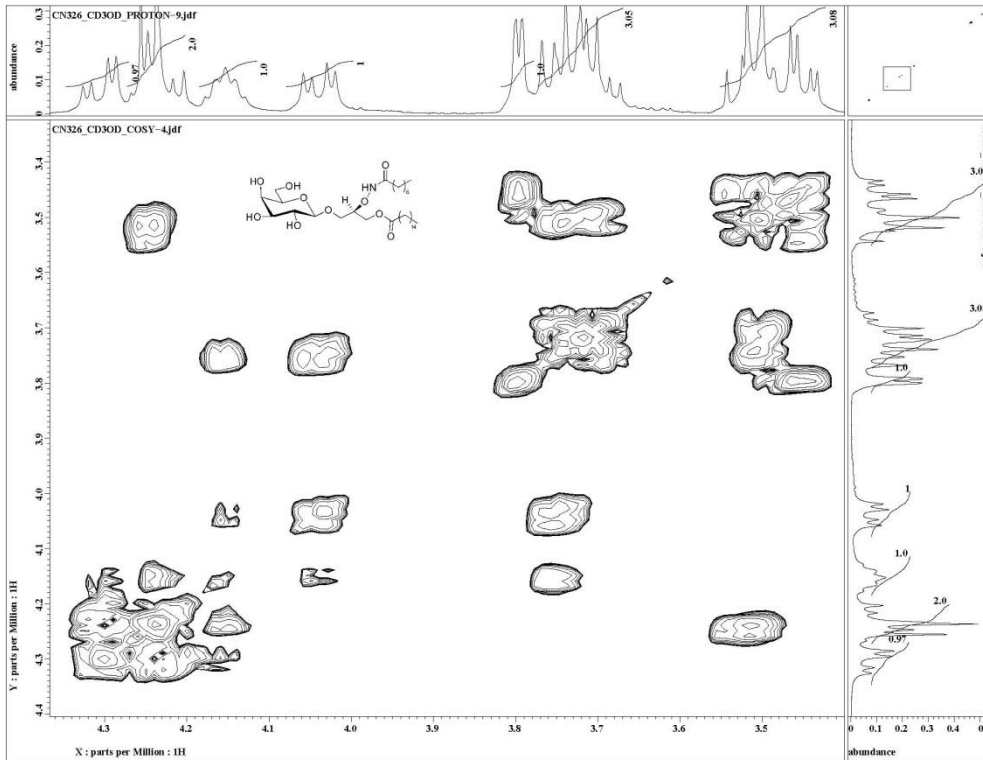 CN326_CD3OD_PROTON-9.jdf
abundance
0 0.1 0.2 0.3
0.97
2.0
1.0
1
1.0
3.05
3.08
CN326_CD3OD_COSY-4.jdf
HO OH
HO
OH
O
O
H
O
HN
O
6
O
14
O
3.4
3.5
3.6
3.7
3.8
3.9
4.0
4.1
4.2
4.3
4.4
Y : parts per Million : 1H
4.3 4.2 4.1 4.0 3.9 3.8 3.7 3.6 3.5
X : parts per Million : 1H
3.0
3.0
1.0
1
1.0
2.0
0.97
0 0.1 0.2 0.3 0.4
abundance